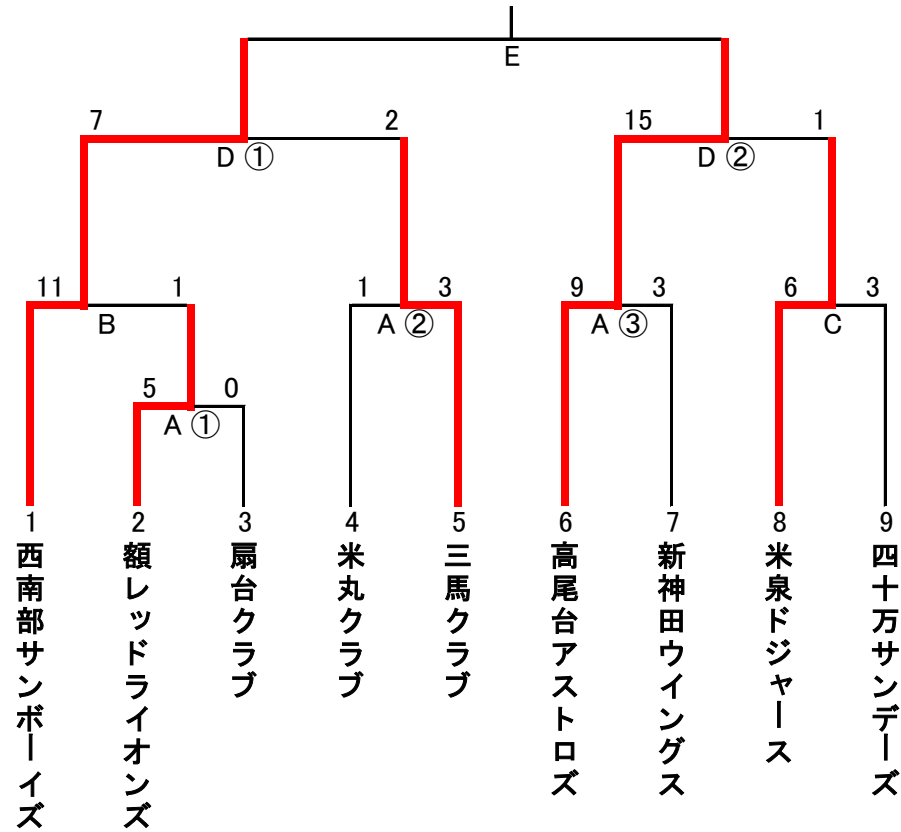 E
7 2 15 1
D ① D ②
11 1 1 3 9 3 6 3
B A ② A ③ C
5 0
A ①
1 2 3 4 5 6 7 8 9
西南部サンボーイズ
額レッドライオンズ
扇台クラブ
米丸クラブ
三馬クラブ
高尾台アストロズ
新神田ウイングス
米泉ドジャース
四十万サンデーズ